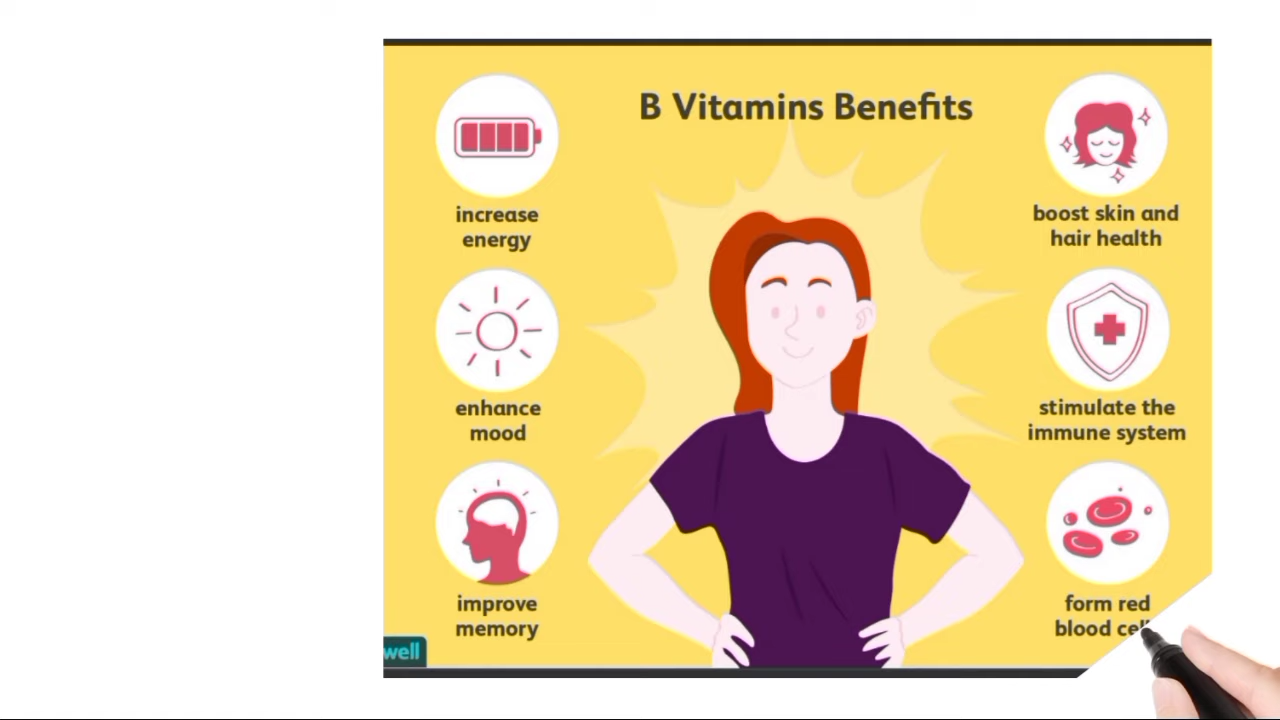 B Vitamins Benefits
increase
energy
boost skin and
hair health
enhance
mood
stimulate the
immune system
improve
memory
form red
blood
well